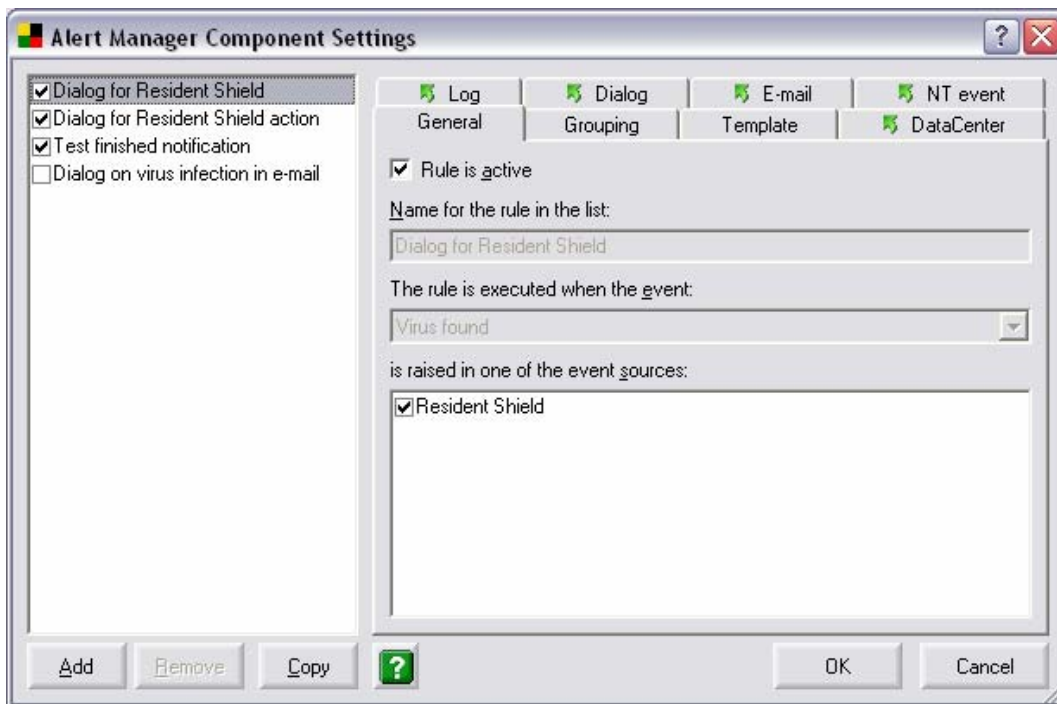 Alert Manager Component Settings
?
Dialog for Resident Shield
Dialog for Resident Shield action
Test finished notification
Dialog on virus infection in e-mail
Log
Dialog
E-mail
NT event
General
Grouping
Template
DataCenter
Rule is active
Name for the rule in the list:
Dialog for Resident Shield
The rule is executed when the event:
Virus found
is raised in one of the event sources:
Resident Shield
Add
Remove
Copy
?
OK
Cancel